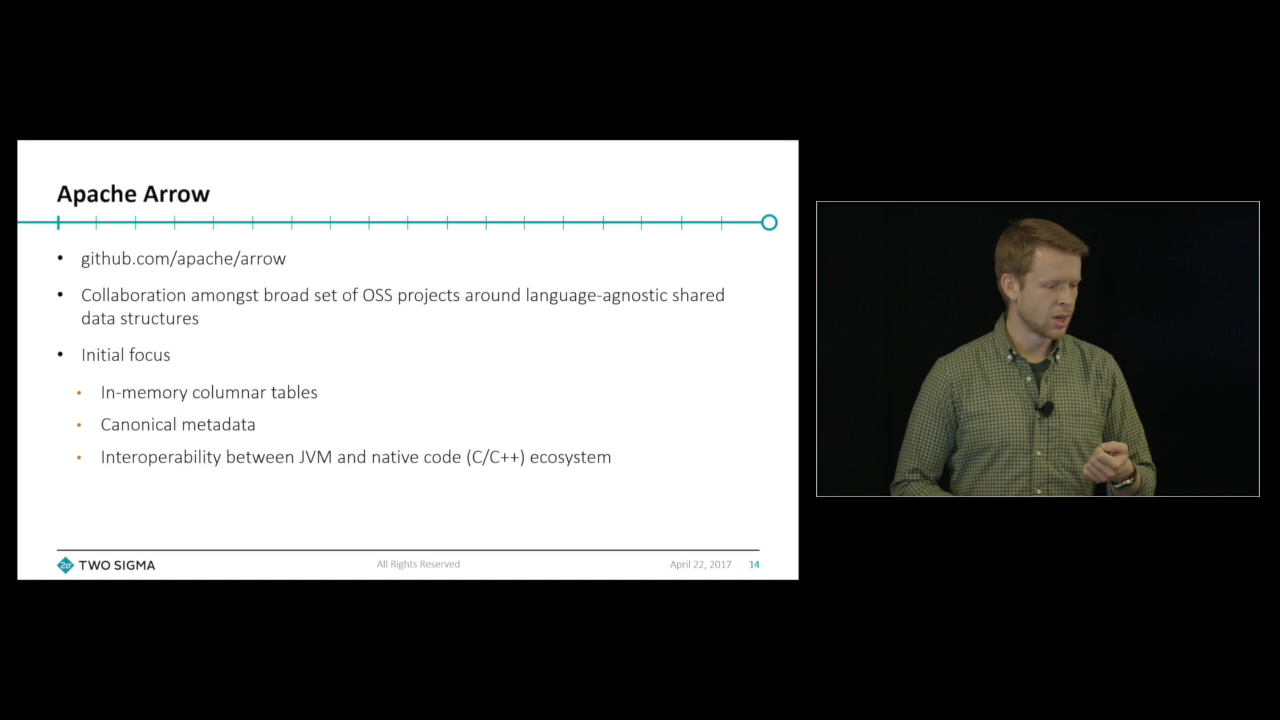 Apache Arrow
• github.com/apache/arrow
• Collaboration amongst broad set of OSS projects around language-agnostic shared
data structures
• Initial focus
• In-memory columnar tables
• Canonical metadata
• Interoperability between JVM and native code (C/C++) ecosystem
2σ TWO SIGMA
All Rights Reserved
April 22, 2017 14